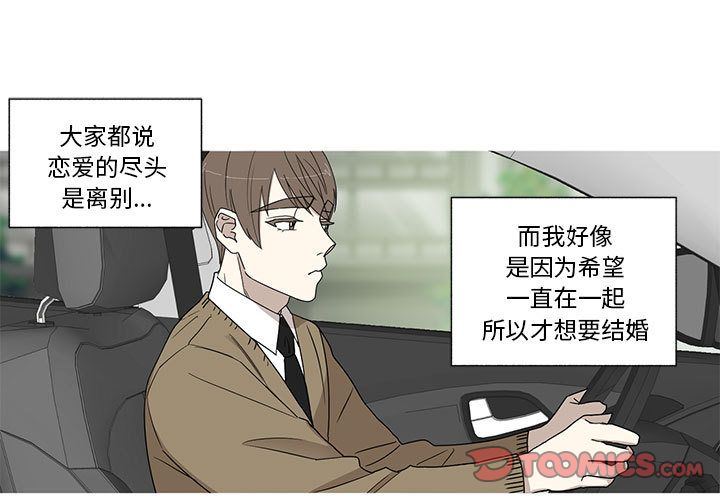 大家都说
恋爱的尽头
是离别...
而我好像
是因为希望
一直在一起
所以才想要结婚
TOOMICS.COM